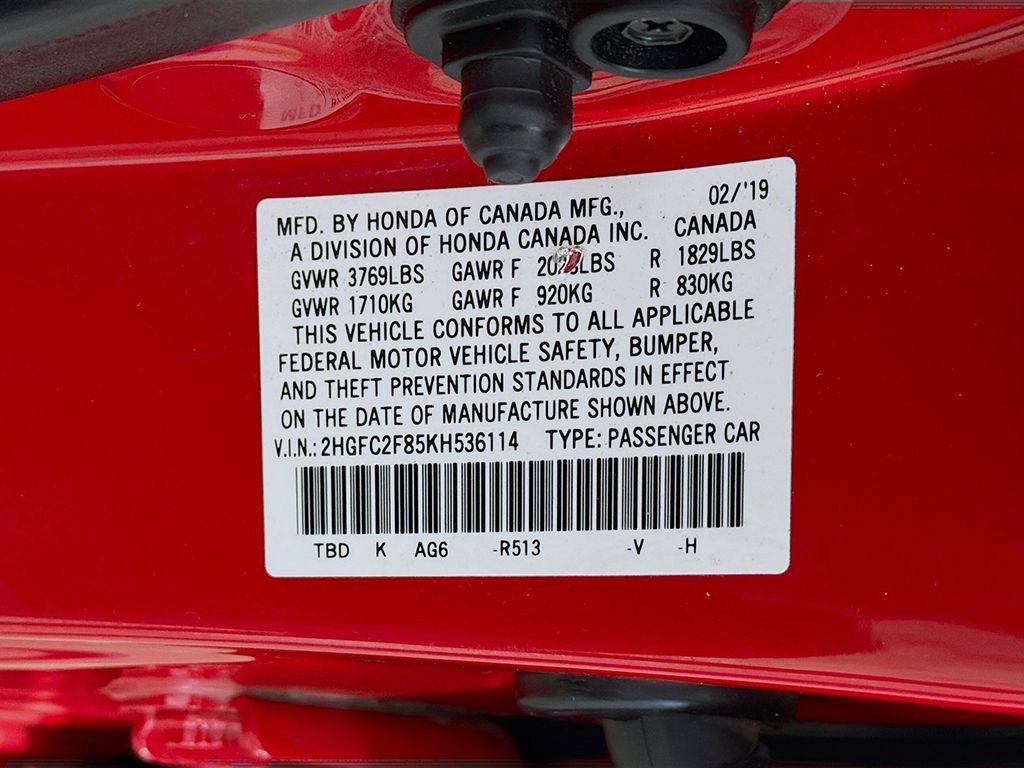 MFD. BY HONDA OF CANADA MFG., 02/'19
A DIVISION OF HONDA CANADA INC. CANADA
GVWR 3769LBS GAWR F R 1829LBS
GVWR 1710KG GAWR F 920KG R 830KG
THIS VEHICLE CONFORMS TO ALL APPLICABLE
FEDERAL MOTOR VEHICLE SAFETY, BUMPER,
AND THEFT PREVENTION STANDARDS IN EFFECT
ON THE DATE OF MANUFACTURE SHOWN ABOVE.
V.I.N.: 2HGFC2F85KH536114 TYPE: PASSENGER CAR
TBD K AG6 -R513 -V -H